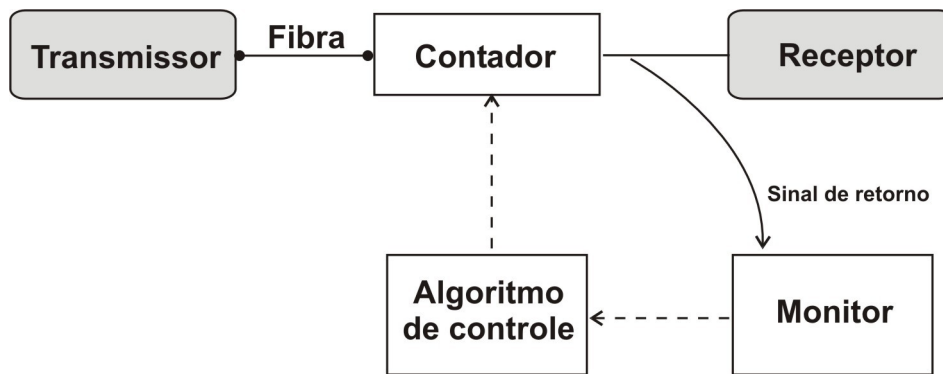 Transmissor
Fibra
Contador
Receptor
Sinal de retorno
Algoritmo
de controle
Monitor